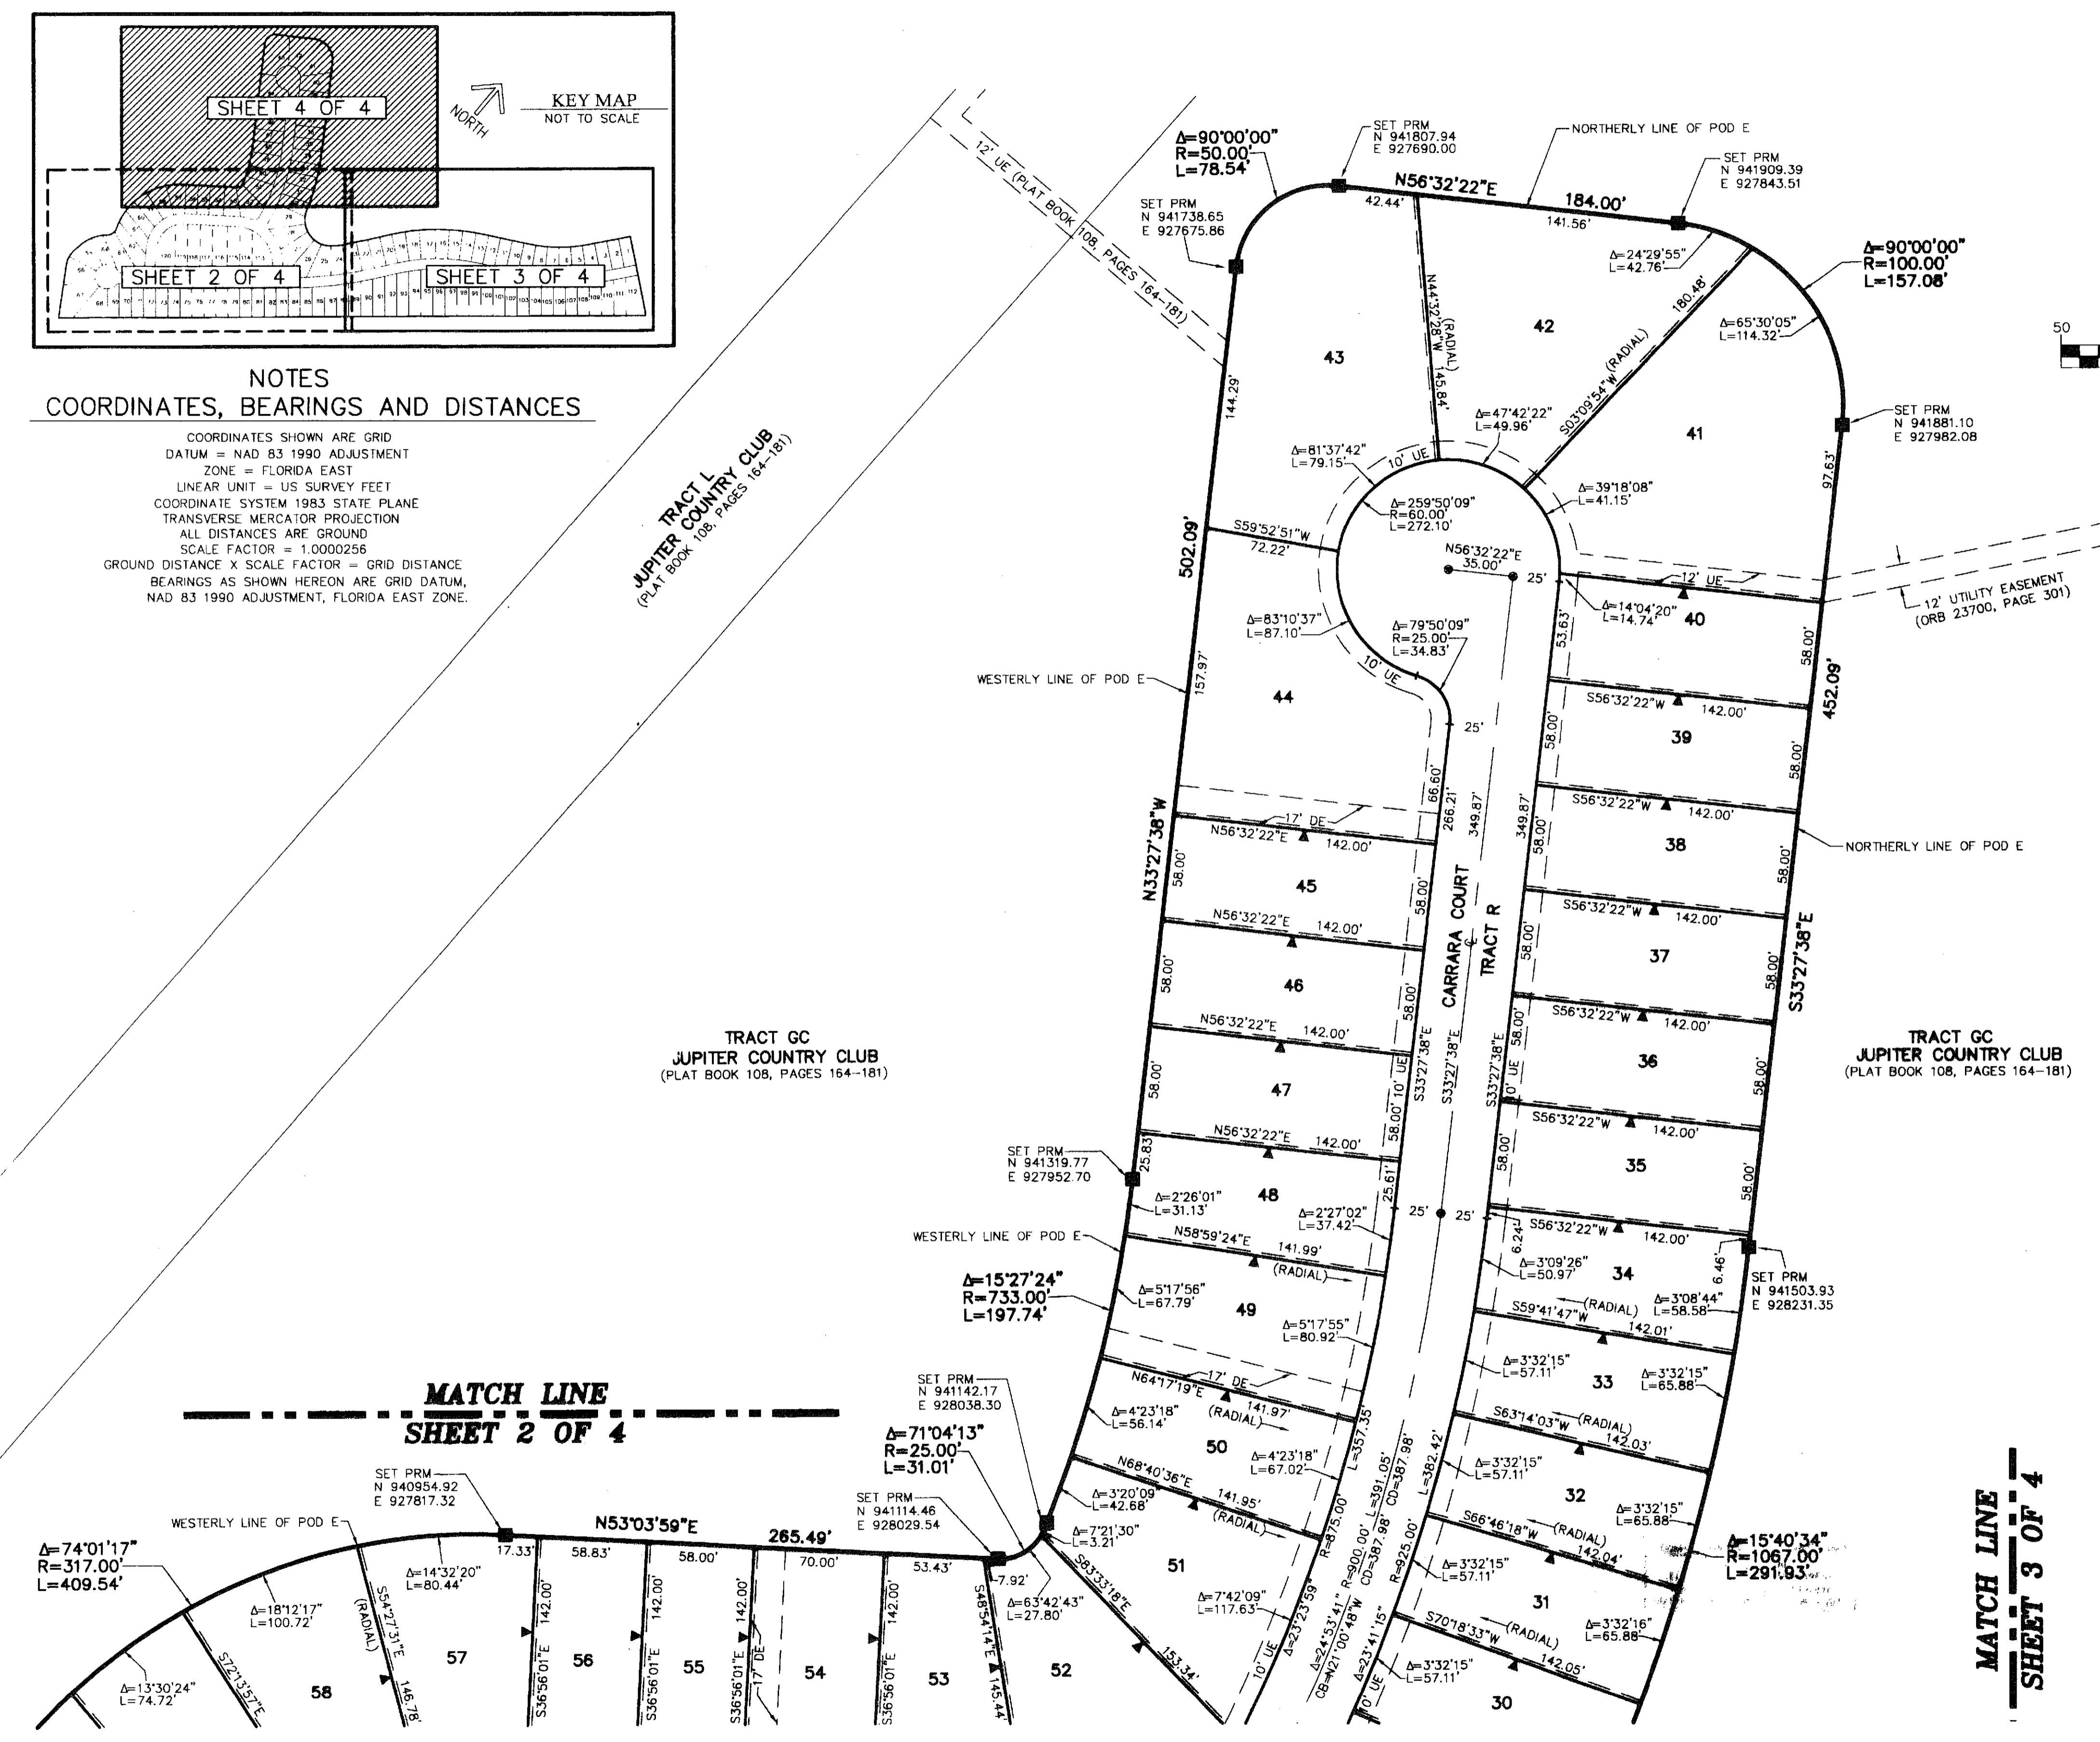 SHEET 4 OF 4
SHEET 2 OF 4
SHEET 3 OF 4
NORTH
KEY MAP
NOT TO SCALE
NOTES
COORDINATES, BEARINGS AND DISTANCES
COORDINATES SHOWN ARE GRID
DATUM = NAD 83 1990 ADJUSTMENT
ZONE = FLORIDA EAST
LINEAR UNIT = US SURVEY FEET
COORDINATE SYSTEM 1983 STATE PLANE
TRANSVERSE MERCATOR PROJECTION
ALL DISTANCES ARE GROUND
SCALE FACTOR = 1.0000256
GROUND DISTANCE X SCALE FACTOR = GRID DISTANCE
BEARINGS AS SHOWN HEREON ARE GRID DATUM,
NAD 83 1990 ADJUSTMENT, FLORIDA EAST ZONE.
TRACT L
JUPITER COUNTRY CLUB
(PLAT BOOK 108, PAGES 164-181)
12' UE (PLAT BOOK 108, PAGES 164-181)
Δ=90°00'00"
R=50.00'
L=78.54'
SET PRM
N 941807.94
E 927690.00
NORTHERLY LINE OF POD E
SET PRM
N 941909.39
E 927843.51
SET PRM
N 941738.65
E 927675.86
N56°32'22"E
184.00'
42.44'
141.56'
Δ=24°29'55"
L=42.76'
Δ=90°00'00"
R=100.00'
L=157.08'
50
Δ=65°30'05"
L=114.32'
N44°32'28"W
(RADIAL)
145.84'
180.48'
(RADIAL)
S03°09'54"W
43
42
41
144.29'
SET PRM
N 941881.10
E 927982.08
Δ=47°42'22"
L=49.96'
Δ=81°37'42"
L=79.15'
10' UE
Δ=39°18'08"
L=41.15'
97.63'
Δ=259°50'09"
R=60.00'
L=272.10'
S59°52'51"W
72.22'
502.09'
N56°32'22"E
35.00'
25'
12' UE
12' UTILITY EASEMENT
(ORB 23700, PAGE 301)
Δ=14°04'20"
L=14.74'
40
53.63'
58.00'
Δ=83°10'37"
L=87.10'
Δ=79°50'09"
R=25.00'
L=34.83'
10' UE
WESTERLY LINE OF POD E
157.97'
44
25'
452.09'
S56°32'22"W
142.00'
39
58.00'
58.00'
66.60'
266.21'
349.87'
349.87'
S56°32'22"W
142.00'
17' DE
N56°32'22"E
142.00'
N33°27'38"W
38
58.00'
58.00'
NORTHERLY LINE OF POD E
45
58.00'
58.00'
S56°32'22"W
142.00'
CARRARA COURT
TRACT R
N56°32'22"E
142.00'
37
58.00'
58.00'
S33°27'38"E
46
58.00'
58.00'
S56°32'22"W
142.00'
N56°32'22"E
142.00'
36
58.00'
58.00'
TRACT GC
JUPITER COUNTRY CLUB
(PLAT BOOK 108, PAGES 164-181)
TRACT GC
JUPITER COUNTRY CLUB
(PLAT BOOK 108, PAGES 164-181)
S33°27'38"E
S33°27'38"E
S33°27'38"E
10' UE
10' UE
47
58.00'
58.00'
S56°32'22"W
142.00'
N56°32'22"E
142.00'
35
58.00'
58.00'
25.83'
SET PRM
N 941319.77
E 927952.70
48
25.61'
Δ=2°26'01"
L=31.13'
Δ=2°27'02"
L=37.42'
25'
25'
S56°32'22"W
142.00'
6.24'
6.46'
WESTERLY LINE OF POD E
N58°59'24"E
141.99'
(RADIAL)
Δ=3°09'26"
L=50.97'
34
Δ=3°08'44"
L=58.58'
SET PRM
N 941503.93
E 928231.35
Δ=15°27'24"
R=733.00'
L=197.74'
Δ=5°17'56"
L=67.79'
49
Δ=5°17'55"
L=80.92'
S59°41'47"W
(RADIAL)
142.01'
Δ=3°32'15"
L=57.11'
33
Δ=3°32'15"
L=65.88'
17' DE
N64°17'19"E
141.97'
(RADIAL)
SET PRM
N 941142.17
E 928038.30
Δ=4°23'18"
L=56.14'
50
Δ=4°23'18"
L=67.02'
S63°14'03"W
(RADIAL)
142.03'
Δ=3°32'15"
L=57.11'
32
Δ=3°32'15"
L=65.88'
MATCH LINE
SHEET 2 OF 4
Δ=71°04'13"
R=25.00'
L=31.01'
N68°40'36"E
141.95'
(RADIAL)
Δ=3°20'09"
L=42.68'
S66°46'18"W
(RADIAL)
142.04'
SET PRM
N 940954.92
E 927817.32
SET PRM
N 941114.46
E 928029.54
Δ=15°40'34"
R=1067.00'
L=291.93'
WESTERLY LINE OF POD E
N53°03'59"E
265.49'
Δ=7°21'30"
L=3.21'
51
S83°33'18"E
153.34'
Δ=7°42'09"
L=117.63'
Δ=3°32'15"
L=57.11'
31
Δ=3°32'16"
L=65.88'
Δ=74°01'17"
R=317.00'
L=409.54'
17.33'
58.83'
58.00'
70.00'
53.43'
7.92'
Δ=14°32'20"
L=80.44'
Δ=63°42'43"
L=27.80'
Δ=18°12'17"
L=100.72'
S70°18'33"W
(RADIAL)
142.05'
Δ=3°32'15"
L=57.11'
30
Δ=13°30'24"
L=74.72'
S72°13'57"E
58
S54°27'31"E
(RADIAL)
146.78'
57
S36°56'01"E
142.00'
56
S36°56'01"E
142.00'
55
S36°56'01"E
142.00'
17' DE
54
S36°56'01"E
142.00'
53
S48°54'14"E
145.44'
52
10' UE
Δ=23°23'59"
R=875.00'
L=357.35'
Δ=24°53'41" R=900.00' L=391.05'
CB=N21°00'48"W CD=387.98'
CD=387.98'
Δ=23°41'15"
R=925.00'
L=382.42'
10' UE
MATCH LINE
SHEET 3 OF 4